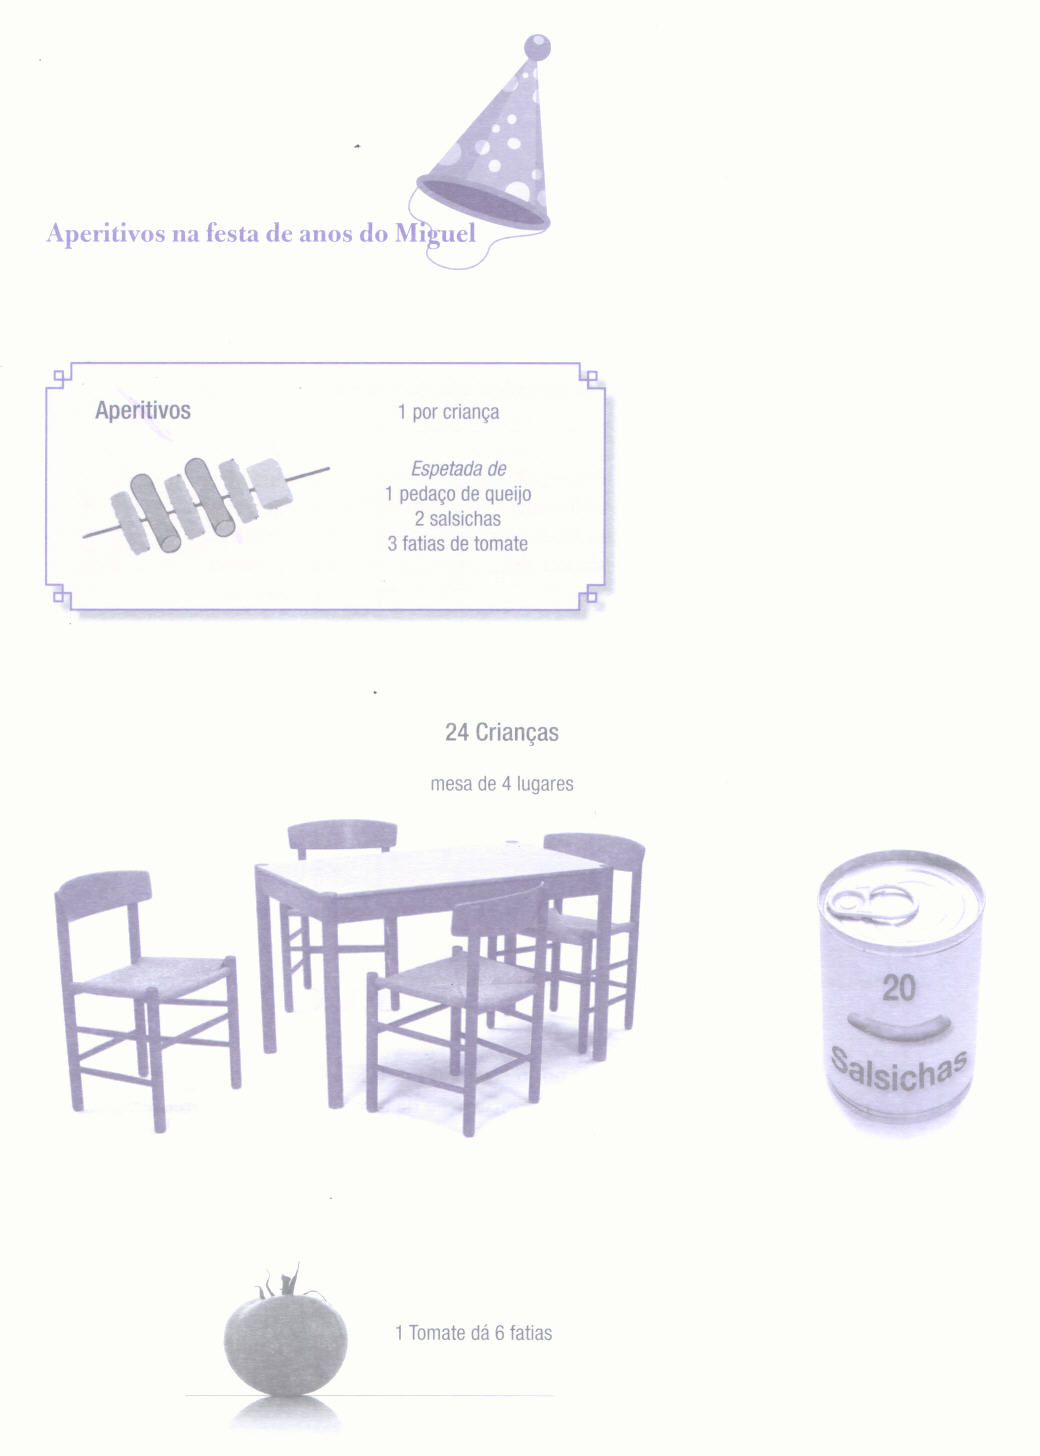 Aperitivos na festa de anos do Miguel
Aperitivos
1 por criança
Espetada de
1 pedaço de queijo
2 salsichas
3 fatias de tomate
24 Crianças
mesa de 4 lugares
20
Salsichas
1 Tomate dá 6 fatias